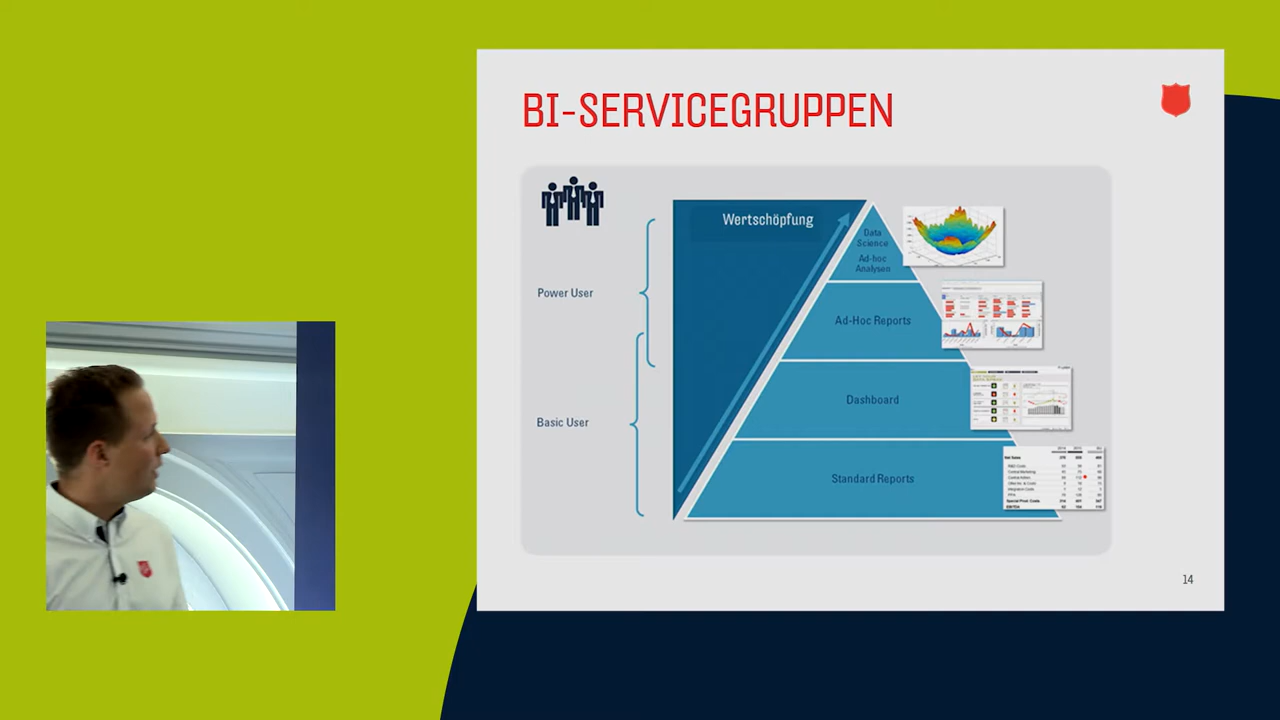 BI-SERVICEGRUPPEN
Wertschöpfung
Data
Science
Ad-hoc
Analysen
Power User
Ad-Hoc Reports
Dashboard
Basic User
Standard Reports
14